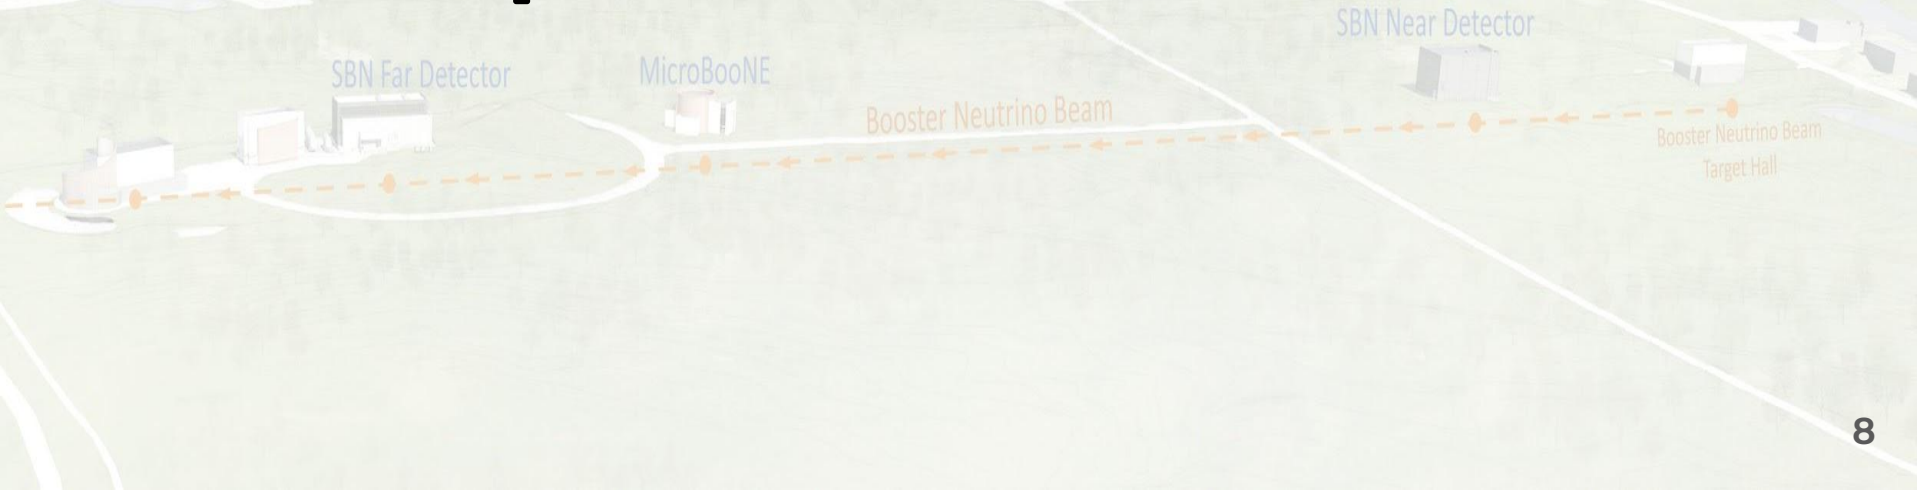 SBN Near Detector
SBN Far Detector
MicroBooNE
Booster Neutrino Beam
Booster Neutrino Beam
Target Hall
8